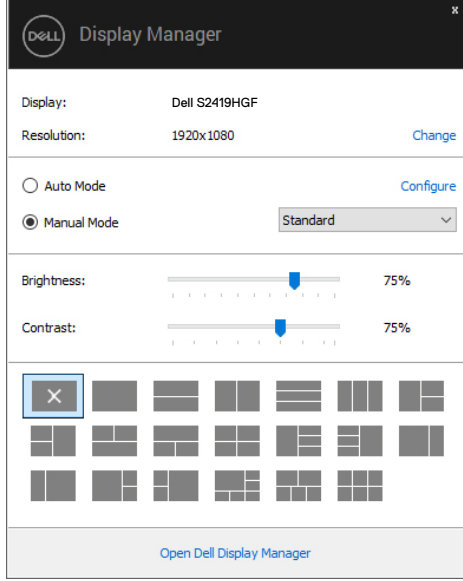 x
DELL Display Manager
Display: Dell S2419HGF
Resolution: 1920x1080 Change
Auto Mode Configure
Manual Mode Standard
Brightness: 75%
Contrast: 75%
Open Dell Display Manager